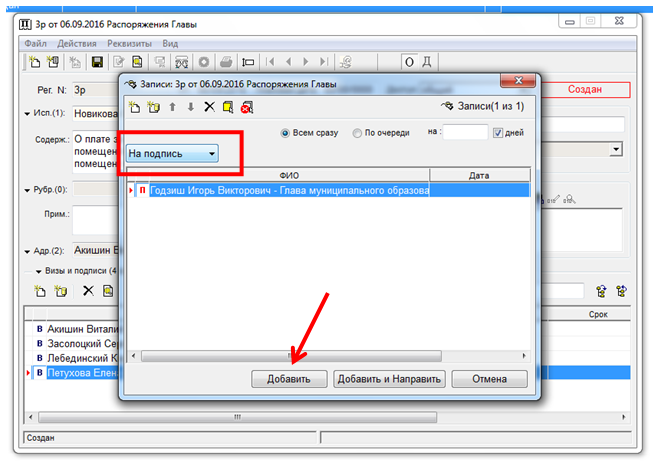 3р от 06.09.2016 Распоряжения Главы
Файл Действия Реквизиты Вид
О Д
Рег. N: 3р
Создан
Исп.(1): Новикова
Содерж.: О плате з
помещен
помещен
Рубр.(0):
Прим.:
Адр.(2): Акишин В
Визы и подписи (4
Срок
В Акишин Витали
В Засолоцкий Сер
В Лебединский К
В Петухова Елена
Создан
Записи: 3р от 06.09.2016 Распоряжения Главы
Записи(1 из 1)
Всем сразу По очереди на : дней
На подпись
ФИО Дата
П Годзиш Игорь Викторович - Глава муниципального образова
Добавить Добавить и Направить Отмена